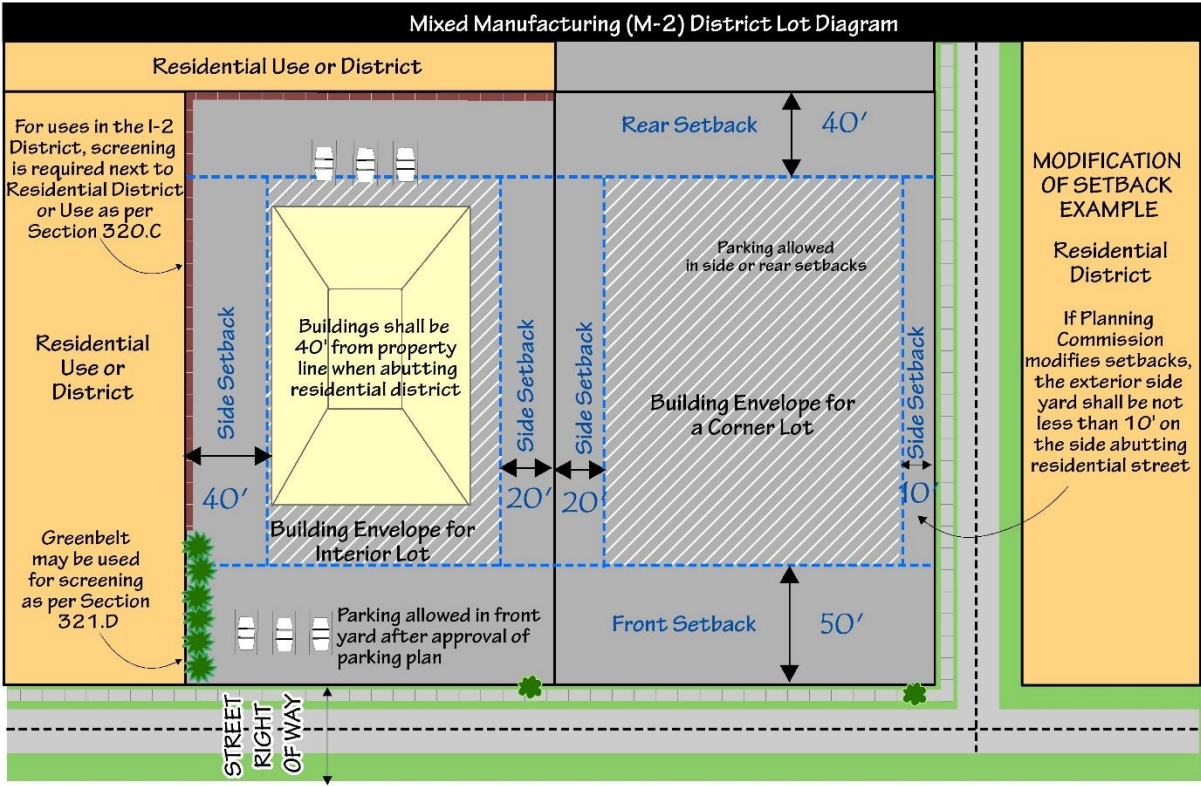 Mixed Manufacturing (M-2) District Lot Diagram
Residential Use or District
For uses in the I-2
District, screening
is required next to
Residential District
or Use as per
Section 320.C
Residential
Use or
District
Greenbelt
may be used
for screening
as per Section
321.D
Side Setback
40'
Buildings shall be
40' from property
line when abutting
residential district
Building Envelope for
Interior Lot
Side Setback
20'
Parking allowed in front
yard after approval of
parking plan
Rear Setback
40'
Parking allowed
in side or rear setbacks
Side Setback
20'
Building Envelope for
a Corner Lot
Side Setback
10'
Front Setback
50'
MODIFICATION
OF SETBACK
EXAMPLE
Residential
District
If Planning
Commission
modifies setbacks,
the exterior side
yard shall be not
less than 10' on
the side abutting
residential street
STREET
RIGHT
OF WAY